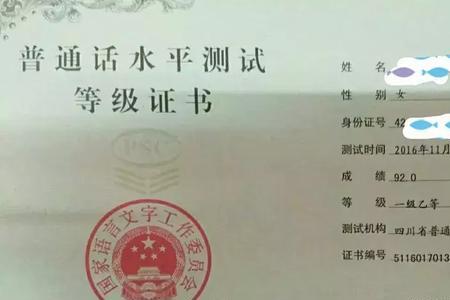 普通话水平测试
等级证书
PSC
国家语言文字工作委员会
姓 名
性 别 女
身份证号 42
测试时间 2016年11月
成 绩 92.0
等 级 一级乙等
测试机构 四川省普通
证书编号 5116017013